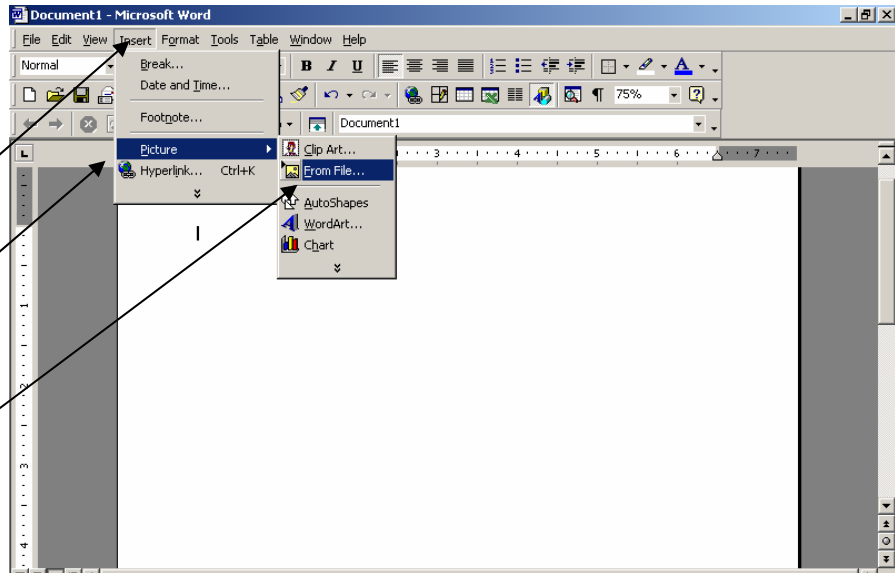 Document1 - Microsoft Word
File Edit View Insert Format Tools Table Window Help
Normal B I U
75%
Document1
Break...
Date and Time...
Footnote...
Picture
Hyperlink... Ctrl+K
Clip Art...
From File...
AutoShapes
WordArt...
Chart
3 4 5 6 7
1
2
3
4